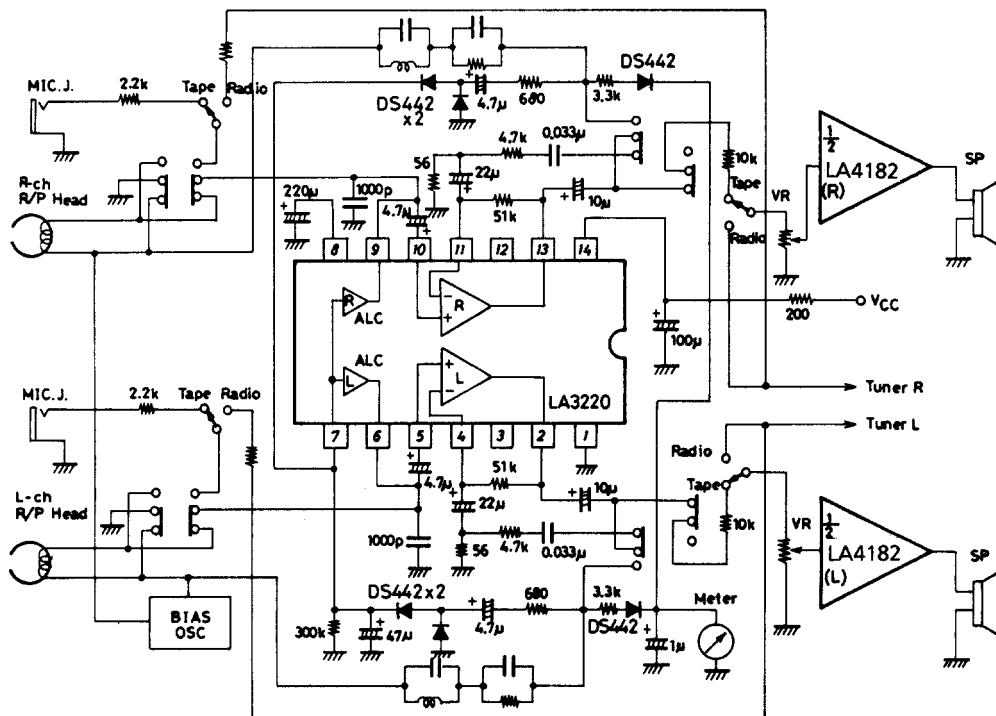 MIC.J.
2.2k
Tape
Radio
DS442
x2
4.7μ
+
680
3.3k
DS442
R-ch
R/P Head
220μ
+
1000p
4.7μ
+
56
22μ
+
4.7k
0.033μ
51k
10μ
+
10k
Tape
Radio
VR
1/2
LA4182
(R)
SP
8
9
10
11
12
13
14
R
ALC
ALC
L
−
+
R
+
−
L
LA3220
100μ
+
200
VCC
Tuner R
Tuner L
7
6
5
4
3
2
1
MIC.J.
2.2k
Tape
Radio
L-ch
R/P Head
BIAS
OSC
4.7μ
+
1000p
22μ
+
51k
56
4.7k
0.033μ
10μ
+
Radio
Tape
10k
VR
1/2
LA4182
(L)
SP
300k
47μ
+
DS442 x2
4.7μ
+
680
3.3k
DS442
1μ
+
Meter